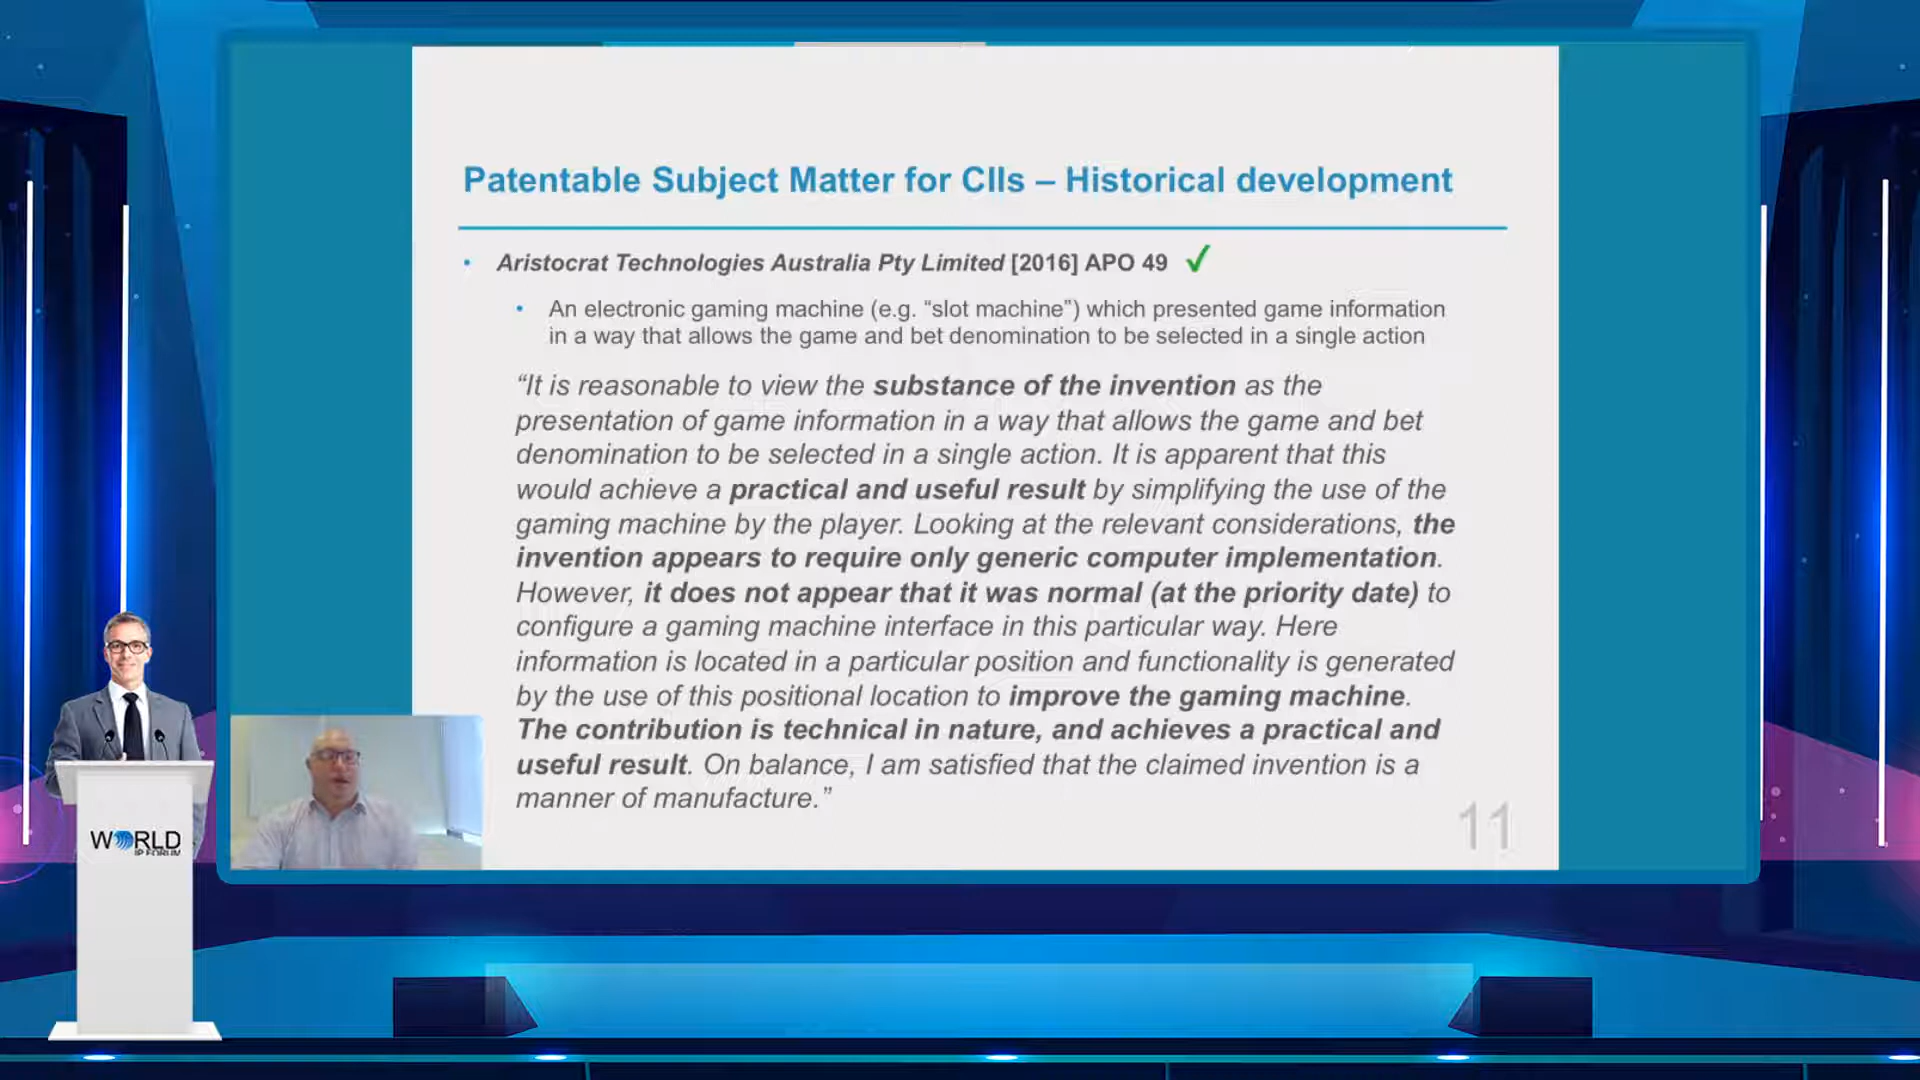 Patentable Subject Matter for CIIs – Historical development
• Aristocrat Technologies Australia Pty Limited [2016] APO 49 ✓
• An electronic gaming machine (e.g. “slot machine”) which presented game information
in a way that allows the game and bet denomination to be selected in a single action
“It is reasonable to view the substance of the invention as the
presentation of game information in a way that allows the game and bet
denomination to be selected in a single action. It is apparent that this
would achieve a practical and useful result by simplifying the use of the
gaming machine by the player. Looking at the relevant considerations, the
invention appears to require only generic computer implementation.
However, it does not appear that it was normal (at the priority date) to
configure a gaming machine interface in this particular way. Here
information is located in a particular position and functionality is generated
by the use of this positional location to improve the gaming machine.
The contribution is technical in nature, and achieves a practical and
useful result. On balance, I am satisfied that the claimed invention is a
manner of manufacture.”
11
WORLD
IP FORUM